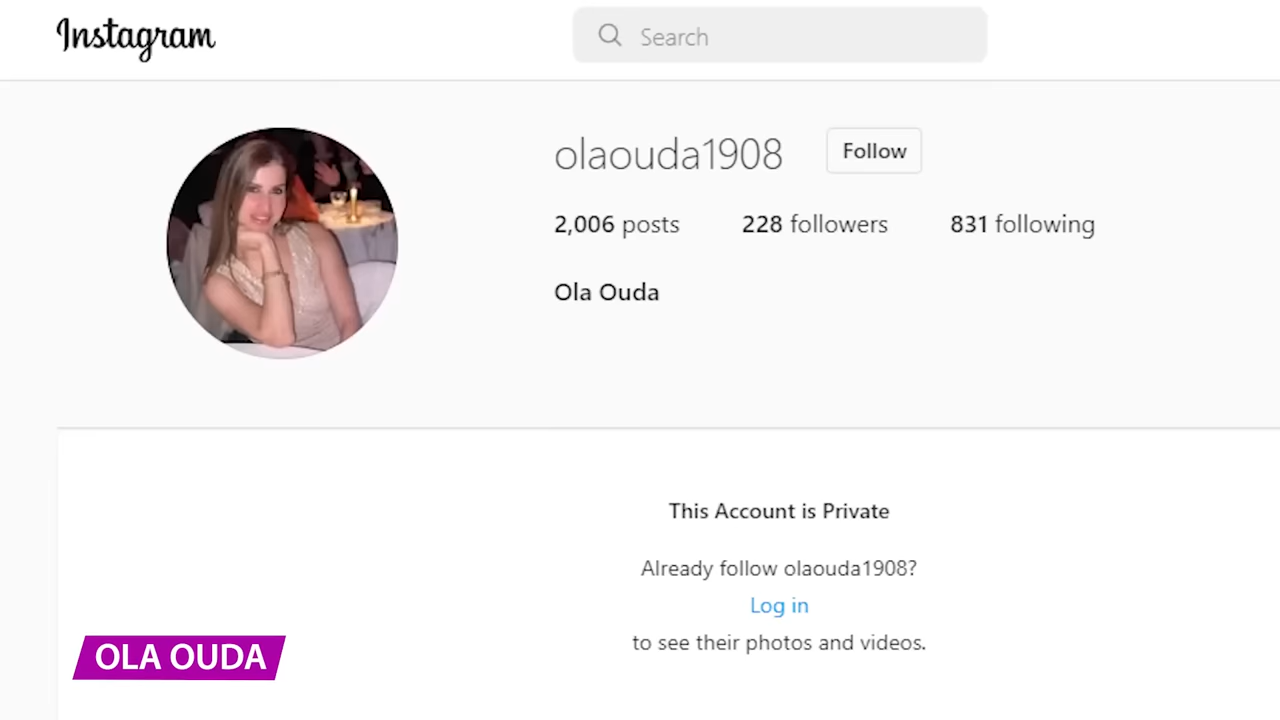 Instagram
Search
olaouda1908
Follow
2,006 posts
228 followers
831 following
Ola Ouda
This Account is Private
Already follow olaouda1908?
Log in
to see their photos and videos.
OLA OUDA